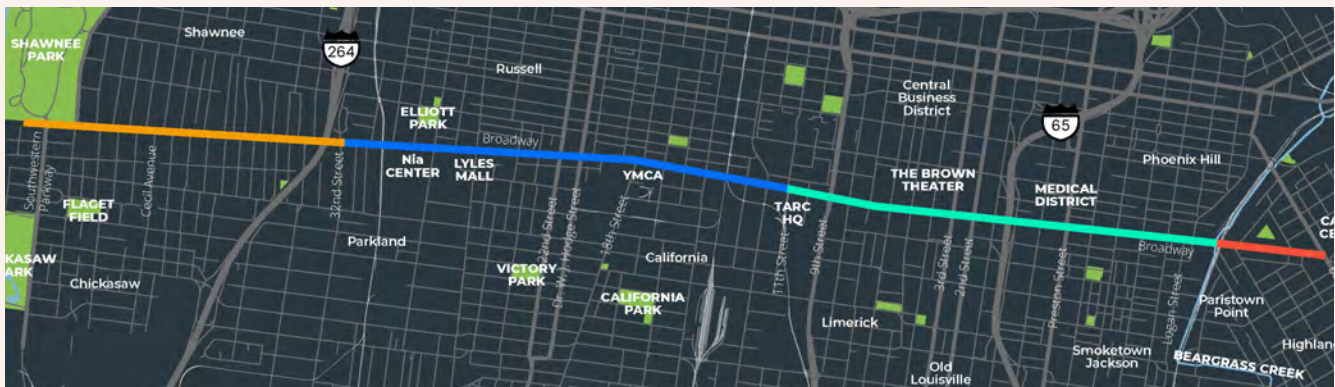 SHAWNEE
PARK
Shawnee
264
Russell
Central
Business
District
65
ELLIOTT
PARK
Broadway
Phoenix Hill
Southwestern
Parkway
Cecil Avenue
32nd Street
Nia
CENTER
LYLES
MALL
YMCA
THE BROWN
THEATER
MEDICAL
DISTRICT
FLAGET
FIELD
22nd Street
Dr. W.J. Hodge Street
18th Street
TARC
HQ
11th Street
9th Street
3rd Street
2nd Street
Preston Street
Broadway
Logan Street
CA
CE
KASAW
ARK
Chickasaw
Parkland
VICTORY
PARK
California
CALIFORNIA
PARK
Limerick
Old
Louisville
Smoketown
Jackson
Paristown
Point
Highlan
BEARGRASS CREEK